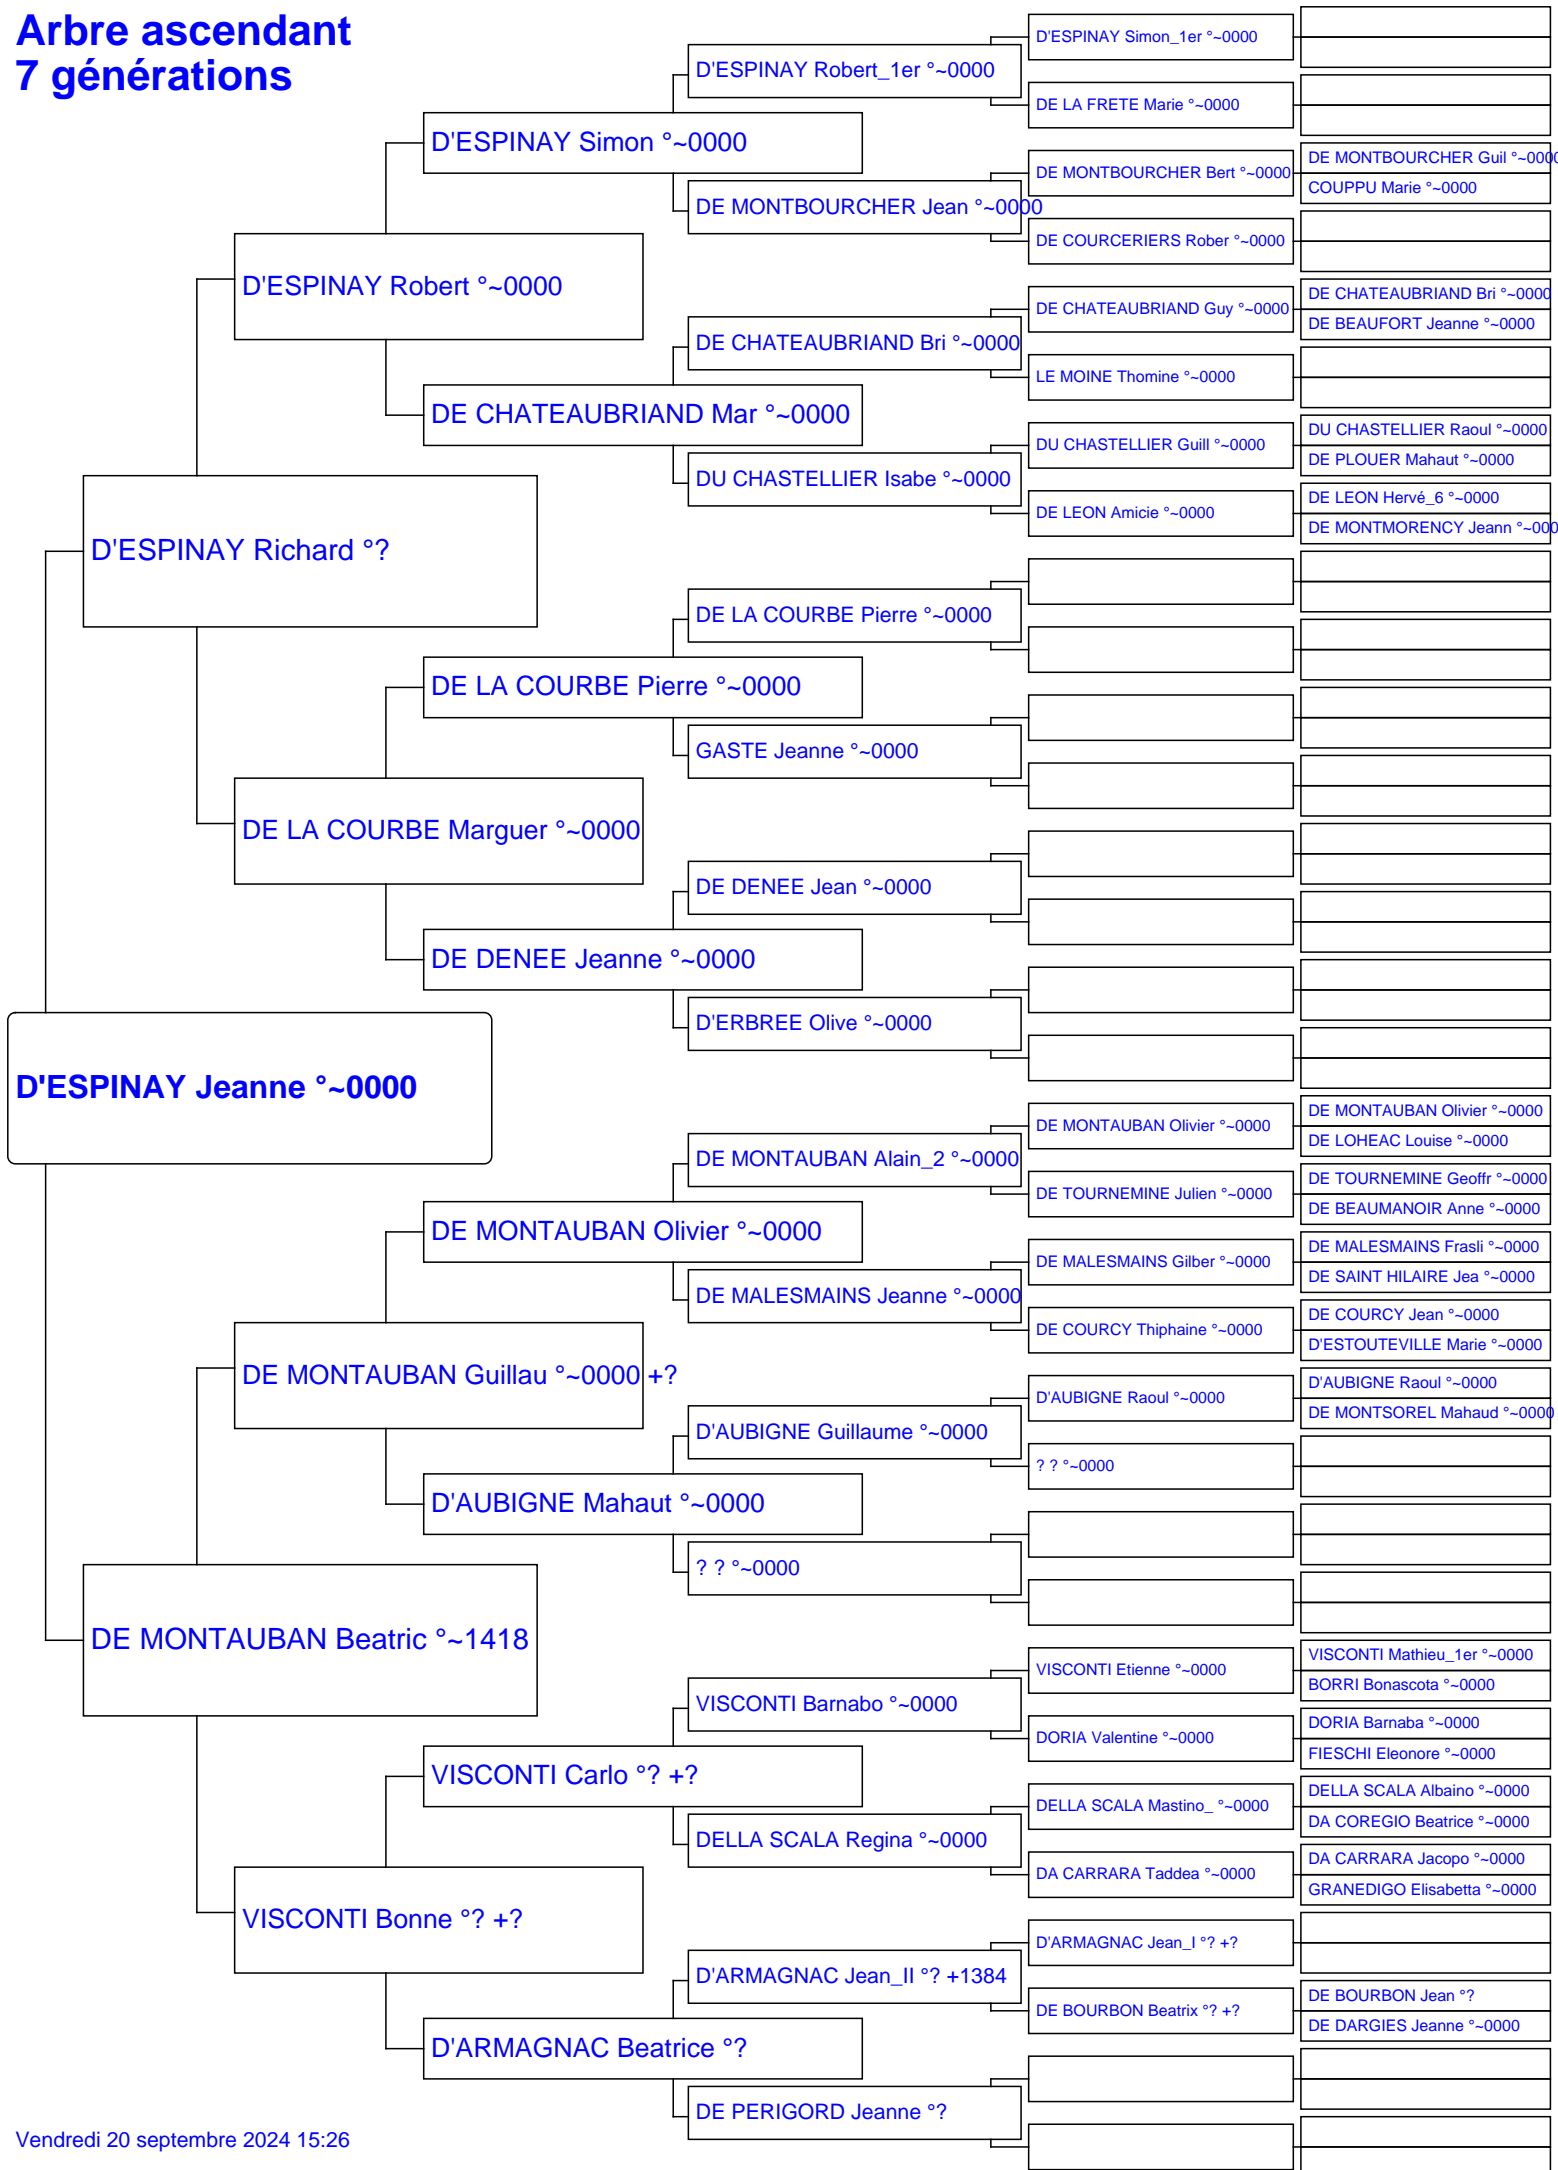 Arbre ascendant
7 générations
D'ESPINAY Jeanne °~0000
D'ESPINAY Richard °?
DE MONTAUBAN Beatric °~1418
D'ESPINAY Robert °~0000
DE LA COURBE Marguer °~0000
DE MONTAUBAN Guillau °~0000 +?
VISCONTI Bonne °? +?
D'ESPINAY Simon °~0000
DE CHATEAUBRIAND Mar °~0000
DE LA COURBE Pierre °~0000
DE DENEE Jeanne °~0000
DE MONTAUBAN Olivier °~0000
D'AUBIGNE Mahaut °~0000
VISCONTI Carlo °? +?
D'ARMAGNAC Beatrice °?
D'ESPINAY Robert_1er °~0000
DE MONTBOURCHER Jean °~0000
DE CHATEAUBRIAND Bri °~0000
DU CHASTELLIER Isabe °~0000
DE LA COURBE Pierre °~0000
GASTE Jeanne °~0000
DE DENEE Jean °~0000
D'ERBREE Olive °~0000
DE MONTAUBAN Alain_2 °~0000
DE MALESMAINS Jeanne °~0000
D'AUBIGNE Guillaume °~0000
? ? °~0000
VISCONTI Barnabo °~0000
DELLA SCALA Regina °~0000
D'ARMAGNAC Jean_II °? +1384
DE PERIGORD Jeanne °?
D'ESPINAY Simon_1er °~0000
DE LA FRETE Marie °~0000
DE MONTBOURCHER Bert °~0000
DE COURCERIERS Rober °~0000
DE CHATEAUBRIAND Guy °~0000
LE MOINE Thomine °~0000
DU CHASTELLIER Guill °~0000
DE LEON Amicie °~0000
DE MONTAUBAN Olivier °~0000
DE TOURNEMINE Julien °~0000
DE MALESMAINS Gilber °~0000
DE COURCY Thiphaine °~0000
D'AUBIGNE Raoul °~0000
? ? °~0000
VISCONTI Etienne °~0000
DORIA Valentine °~0000
DELLA SCALA Mastino_ °~0000
DA CARRARA Taddea °~0000
D'ARMAGNAC Jean_I °? +?
DE BOURBON Beatrix °? +?
DE MONTBOURCHER Guil °~0000
COUPPU Marie °~0000
DE CHATEAUBRIAND Bri °~0000
DE BEAUFORT Jeanne °~0000
DU CHASTELLIER Raoul °~0000
DE PLOUER Mahaut °~0000
DE LEON Hervé_6 °~0000
DE MONTMORENCY Jeann °~000
DE MONTAUBAN Olivier °~0000
DE LOHEAC Louise °~0000
DE TOURNEMINE Geoffr °~0000
DE BEAUMANOIR Anne °~0000
DE MALESMAINS Frasli °~0000
DE SAINT HILAIRE Jea °~0000
DE COURCY Jean °~0000
D'ESTOUTEVILLE Marie °~0000
D'AUBIGNE Raoul °~0000
DE MONTSOREL Mahaud °~0000
VISCONTI Mathieu_1er °~0000
BORRI Bonascota °~0000
DORIA Barnaba °~0000
FIESCHI Eleonore °~0000
DELLA SCALA Albaino °~0000
DA COREGIO Beatrice °~0000
DA CARRARA Jacopo °~0000
GRANEDIGO Elisabetta °~0000
DE BOURBON Jean °?
DE DARGIES Jeanne °~0000
Vendredi 20 septembre 2024 15:26